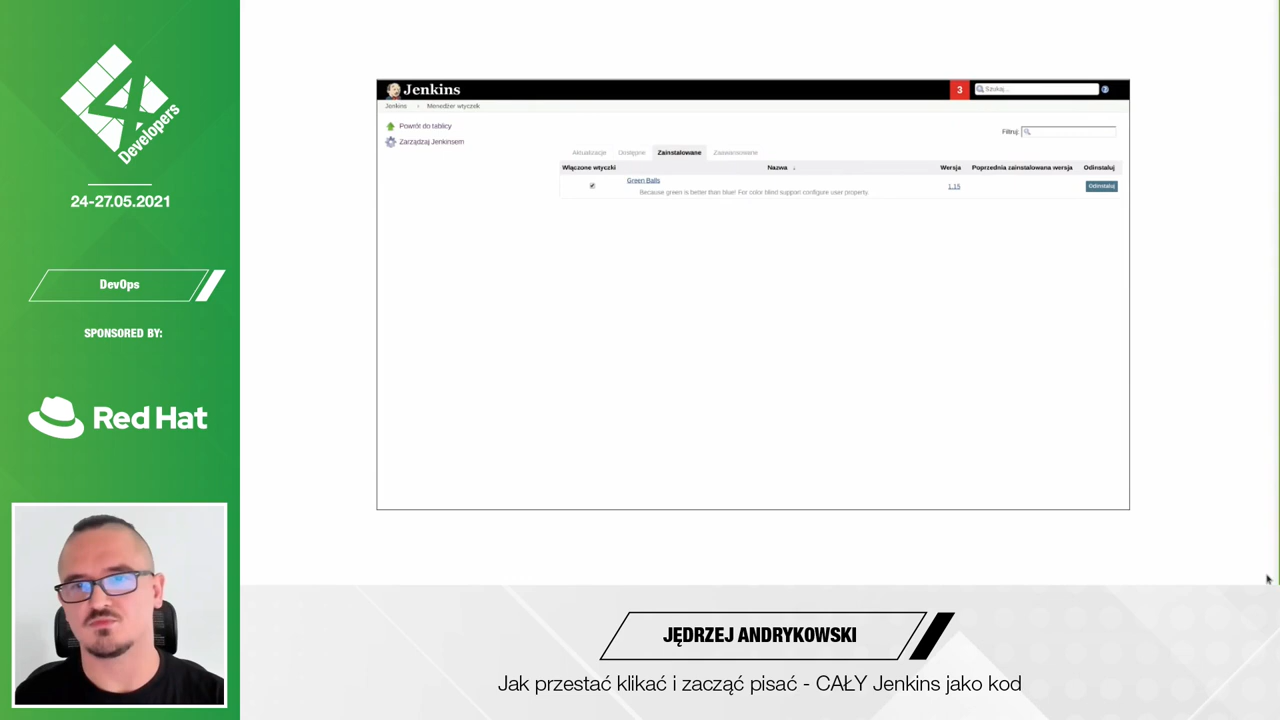 4
Developers
24-27.05.2021
DevOps
SPONSORED BY:
Red Hat
Jenkins
3
Szukaj...
Jenkins
Menedżer wtyczek
Powrót do tablicy
Zarządzaj Jenkinsem
Filtruj:
Aktualizacje
Dostępne
Zainstalowane
Zaawansowane
Włączone wtyczki
Nazwa ↓
Wersja
Poprzednia zainstalowana wersja
Odinstaluj
Green Balls
Because green is better than blue! For color blind support configure user property.
1.15
Odinstaluj
JĘDRZEJ ANDRYKOWSKI
Jak przestać klikać i zacząć pisać - CAŁY Jenkins jako kod